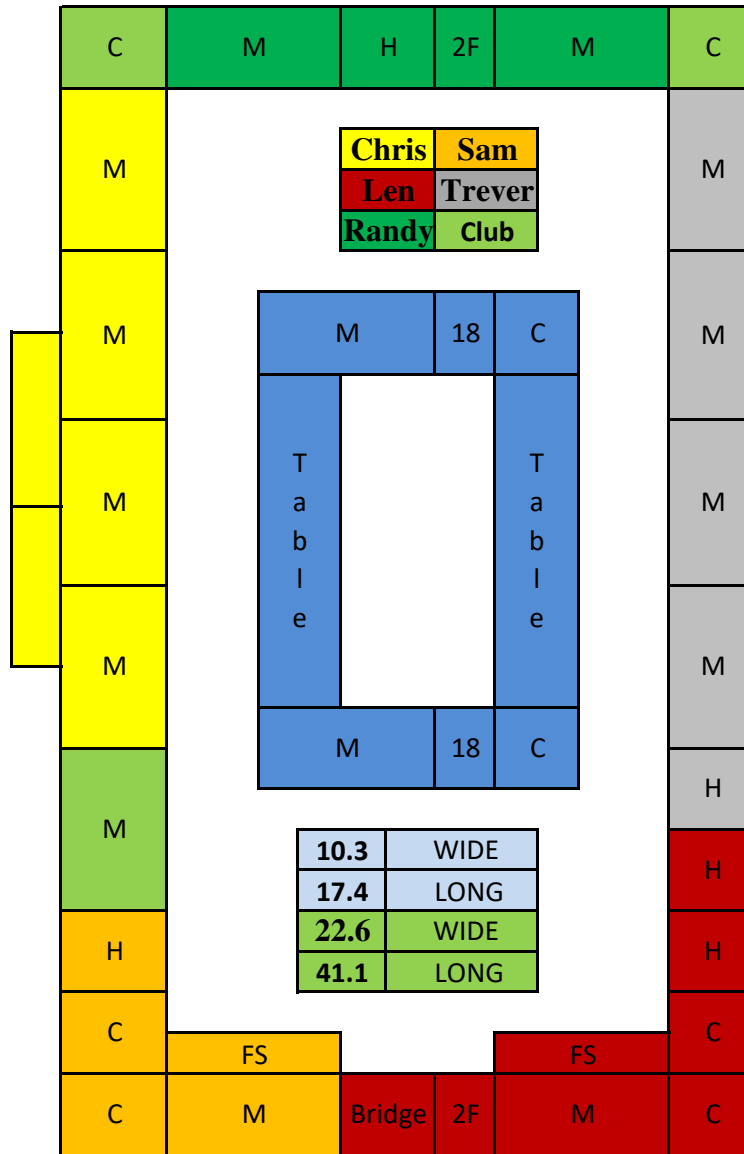 C M H 2F M C
M M
Chris Sam
Len Trever
Randy Club
M M
M 18 C
M M
T T
a a
b b
l l
e e
M M
M 18 C
H
M
10.3 WIDE
H
17.4 LONG
22.6 WIDE
H H
41.1 LONG
C C
FS FS
C M Bridge 2F M C